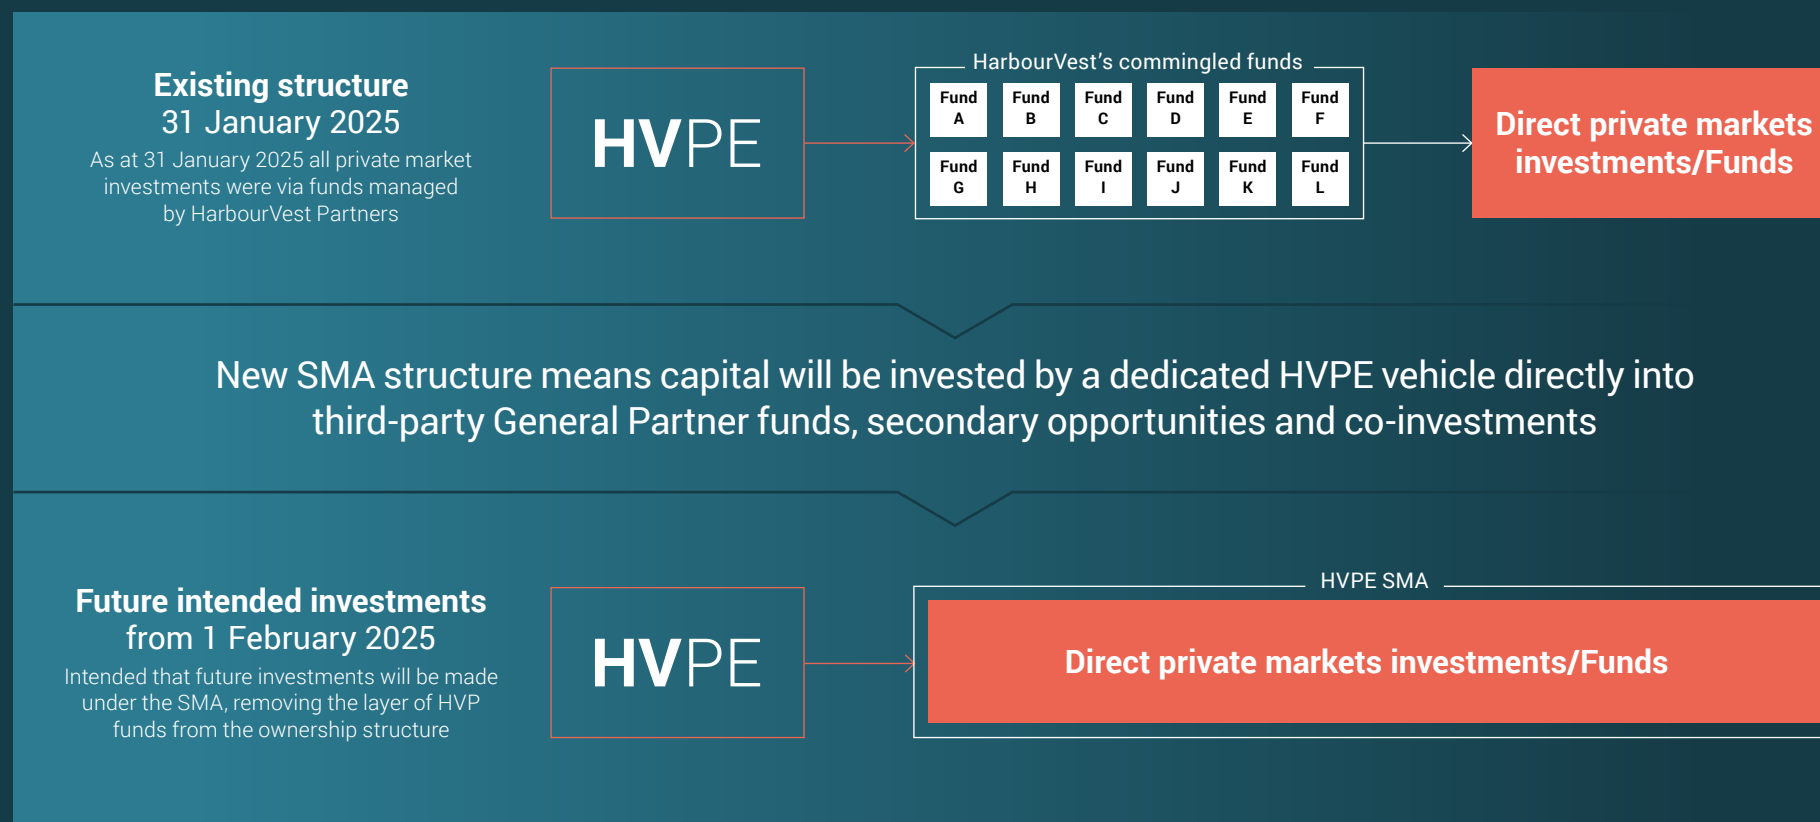 Existing structure
31 January 2025
As at 31 January 2025 all private market
investments were via funds managed
by HarbourVest Partners
HVPE
HarbourVest's commingled funds
Fund A
Fund B
Fund C
Fund D
Fund E
Fund F
Fund G
Fund H
Fund I
Fund J
Fund K
Fund L
Direct private markets
investments/Funds
New SMA structure means capital will be invested by a dedicated HVPE vehicle directly into
third-party General Partner funds, secondary opportunities and co-investments
Future intended investments
from 1 February 2025
Intended that future investments will be made
under the SMA, removing the layer of HVP
funds from the ownership structure
HVPE
HVPE SMA
Direct private markets investments/Funds